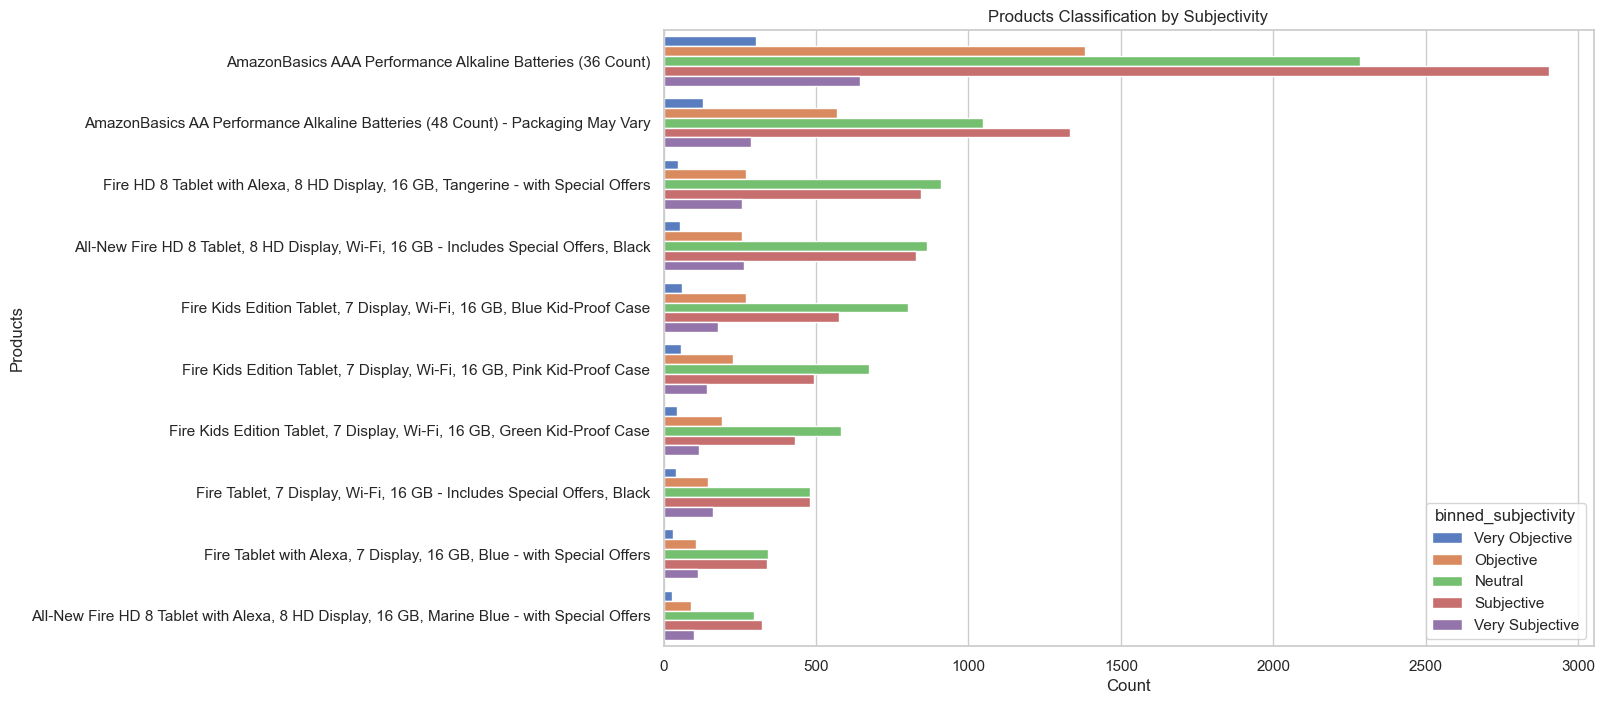 Products Classification by Subjectivity
Products
AmazonBasics AAA Performance Alkaline Batteries (36 Count)
AmazonBasics AA Performance Alkaline Batteries (48 Count) - Packaging May Vary
Fire HD 8 Tablet with Alexa, 8 HD Display, 16 GB, Tangerine - with Special Offers
All-New Fire HD 8 Tablet, 8 HD Display, Wi-Fi, 16 GB - Includes Special Offers, Black
Fire Kids Edition Tablet, 7 Display, Wi-Fi, 16 GB, Blue Kid-Proof Case
Fire Kids Edition Tablet, 7 Display, Wi-Fi, 16 GB, Pink Kid-Proof Case
Fire Kids Edition Tablet, 7 Display, Wi-Fi, 16 GB, Green Kid-Proof Case
Fire Tablet, 7 Display, Wi-Fi, 16 GB - Includes Special Offers, Black
Fire Tablet with Alexa, 7 Display, 16 GB, Blue - with Special Offers
All-New Fire HD 8 Tablet with Alexa, 8 HD Display, 16 GB, Marine Blue - with Special Offers
binned_subjectivity
Very Objective
Objective
Neutral
Subjective
Very Subjective
0 500 1000 1500 2000 2500 3000
Count